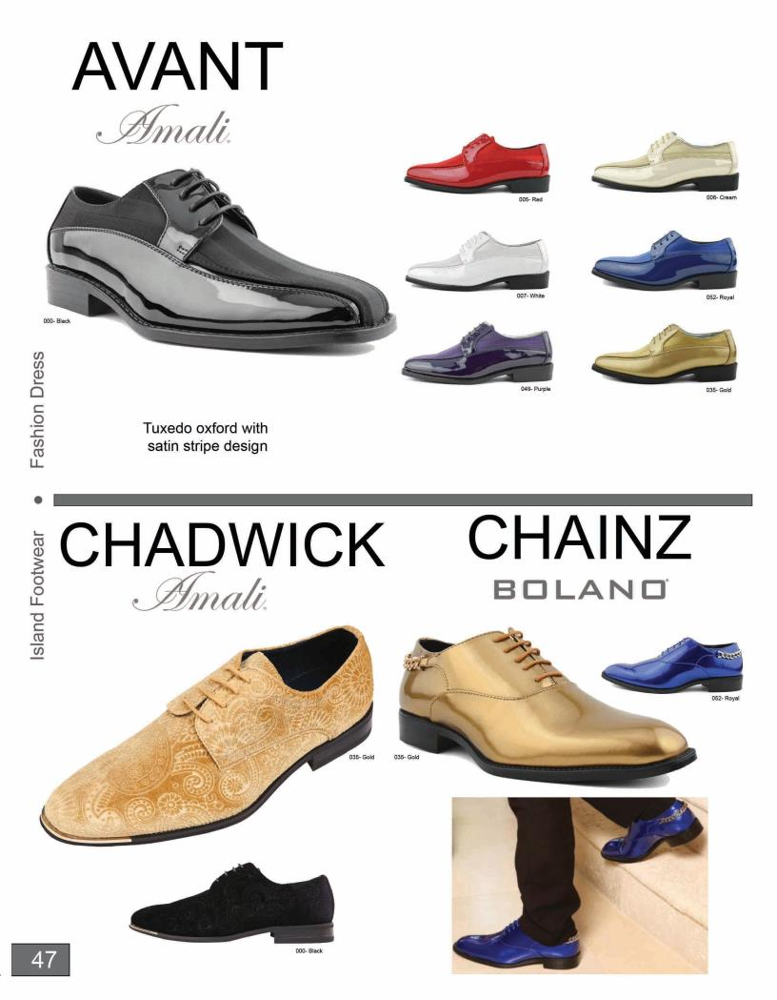 AVANT
Amali®
005- Red
006- Cream
007- White
052- Royal
000- Black
049- Purple
035- Gold
Tuxedo oxford with
satin stripe design
Fashion Dress
•
Island Footwear
CHADWICK
Amali®
035- Gold
000- Black
CHAINZ
BOLANO®
052- Royal
035- Gold
47